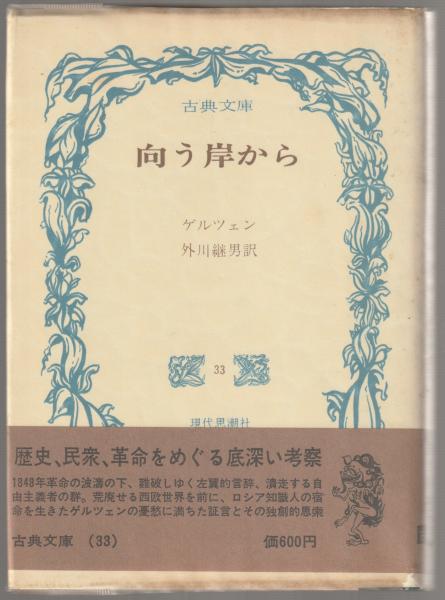 古典文庫
向う岸から
ゲルツェン
外川継男訳
33
現代思潮社
歴史、民衆、革命をめぐる底深い考察
1848年革命の波濤の下、難破しゆく左翼的言辞、潰走する自
由主義者の群。荒廃せる西欧世界を前に、ロシア知識人の宿
命を生きたゲルツェンの憂愁に満ちた証言とその独創的思索
古典文庫 (33)
価600円